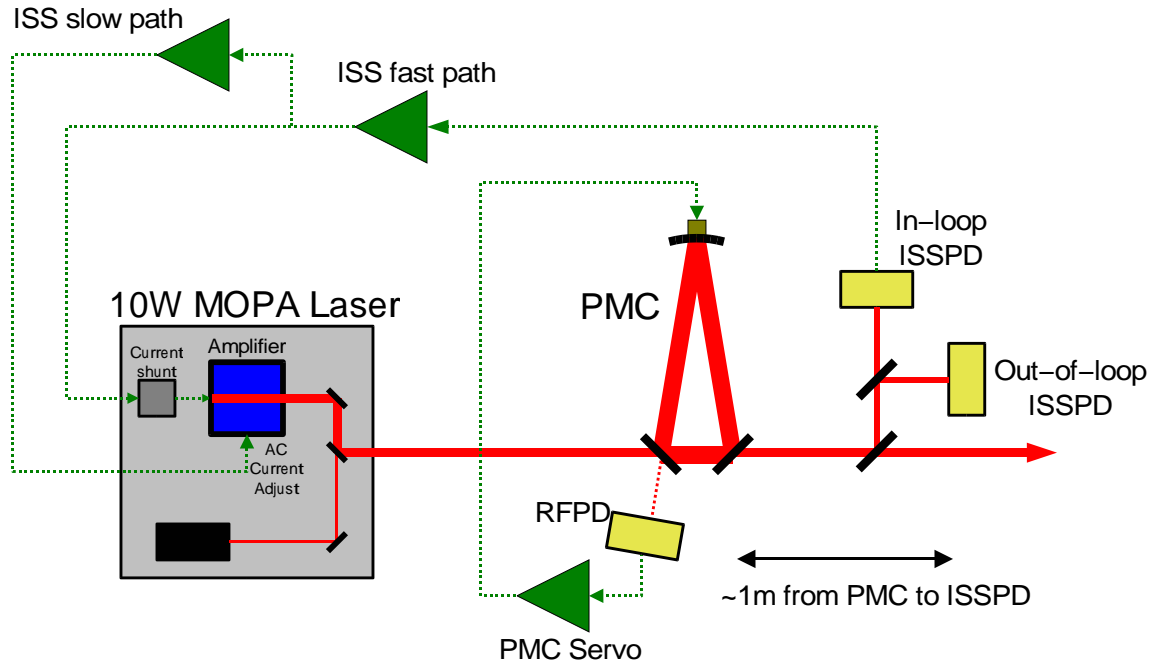 ISS slow path
ISS fast path
In−loop
ISSPD
PMC
10W MOPA Laser
Current
shunt
Amplifier
Out−of−loop
ISSPD
AC
Current
Adjust
RFPD
~1m from PMC to ISSPD
PMC Servo